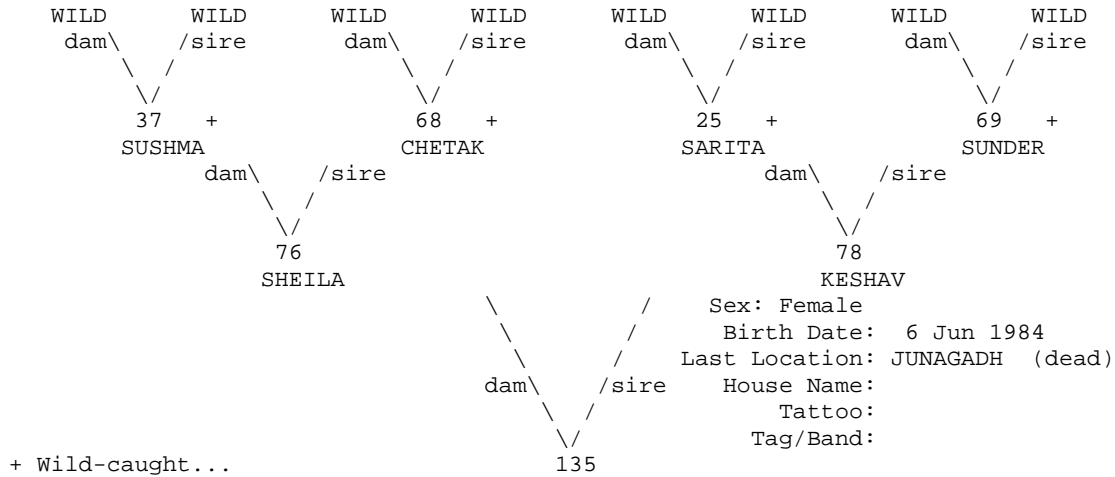 WILD WILD WILD WILD WILD WILD WILD WILD
dam\ /sire dam\ /sire dam\ /sire dam\ /sire
37 + 68 + 25 + 69 +
SUSHMA CHETAK SARITA SUNDER
dam\ /sire dam\ /sire
76 78
SHEILA KESHAV
\ / Sex: Female
\ / Birth Date: 6 Jun 1984
\ / Last Location: JUNAGADH (dead)
dam\ /sire House Name:
\ / Tattoo:
\/ Tag/Band:
+ Wild-caught... 135